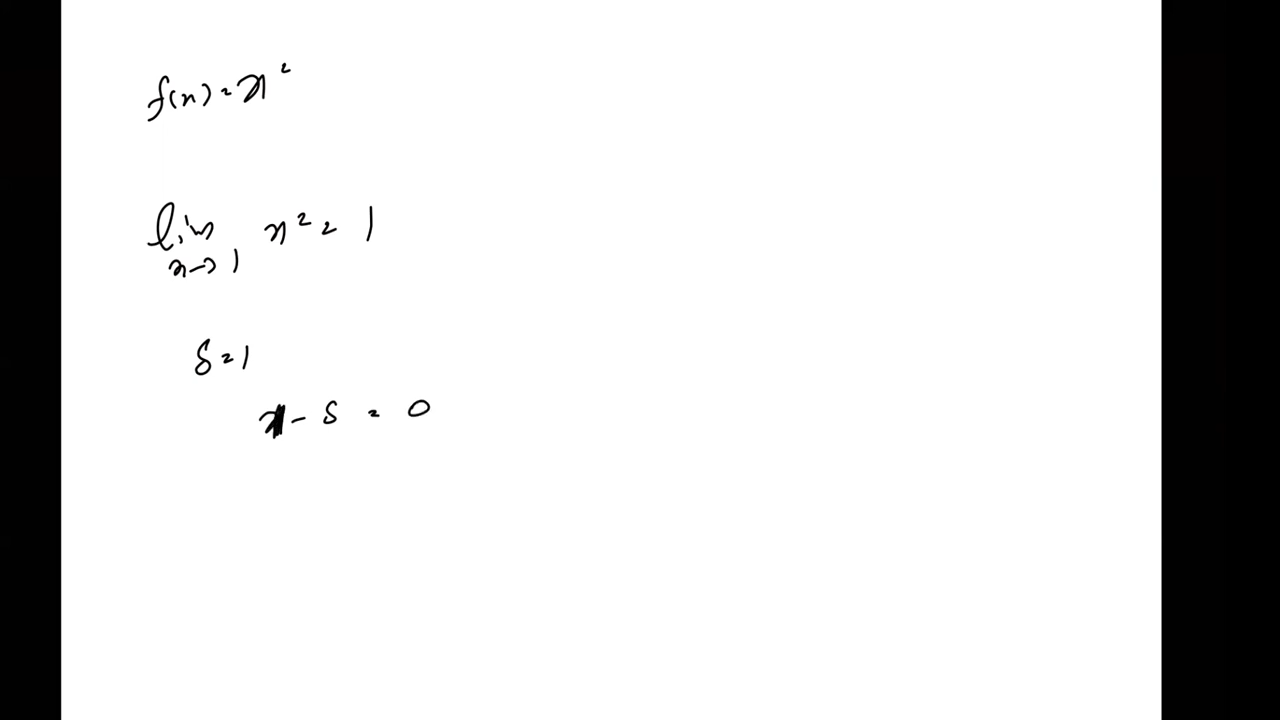 f(x) = x²
lim x² = 1
x→1
δ = 1
1 - δ = 0